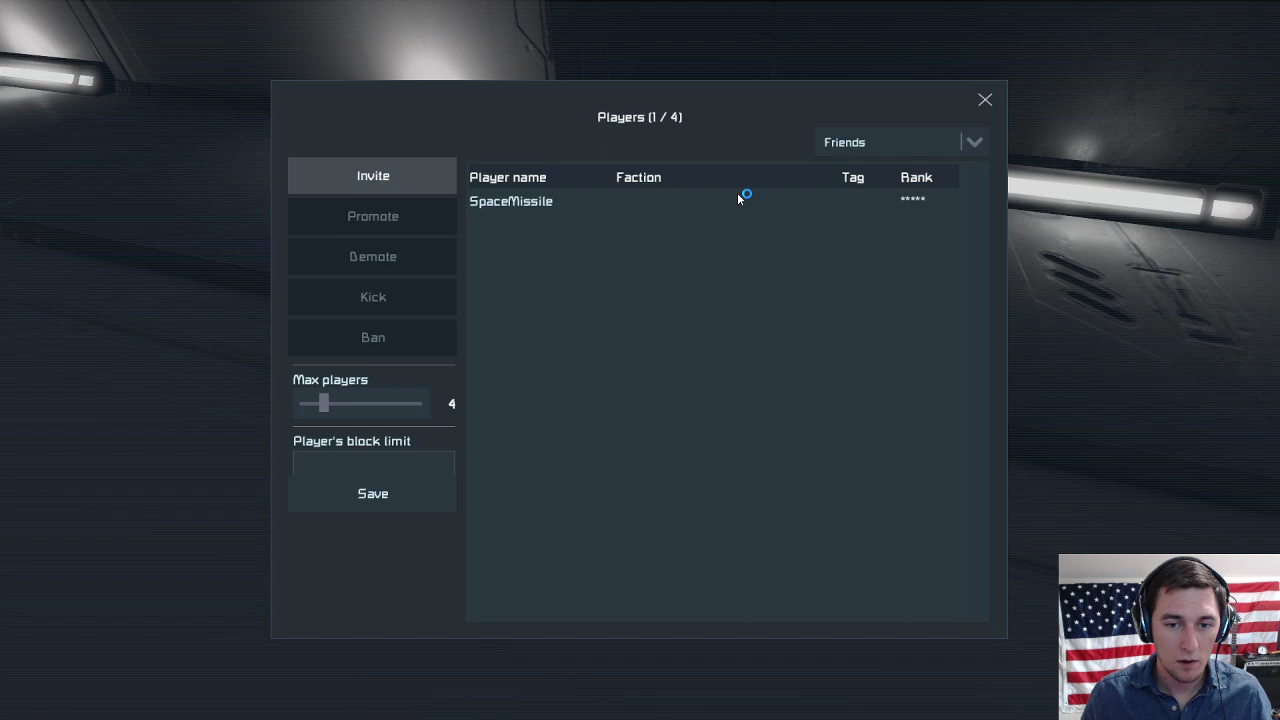 Players (1 / 4)
Friends
Invite
Promote
Demote
Kick
Ban
Max players
4
Player's block limit
Save
Player name Faction Tag Rank
SpaceMissile *****